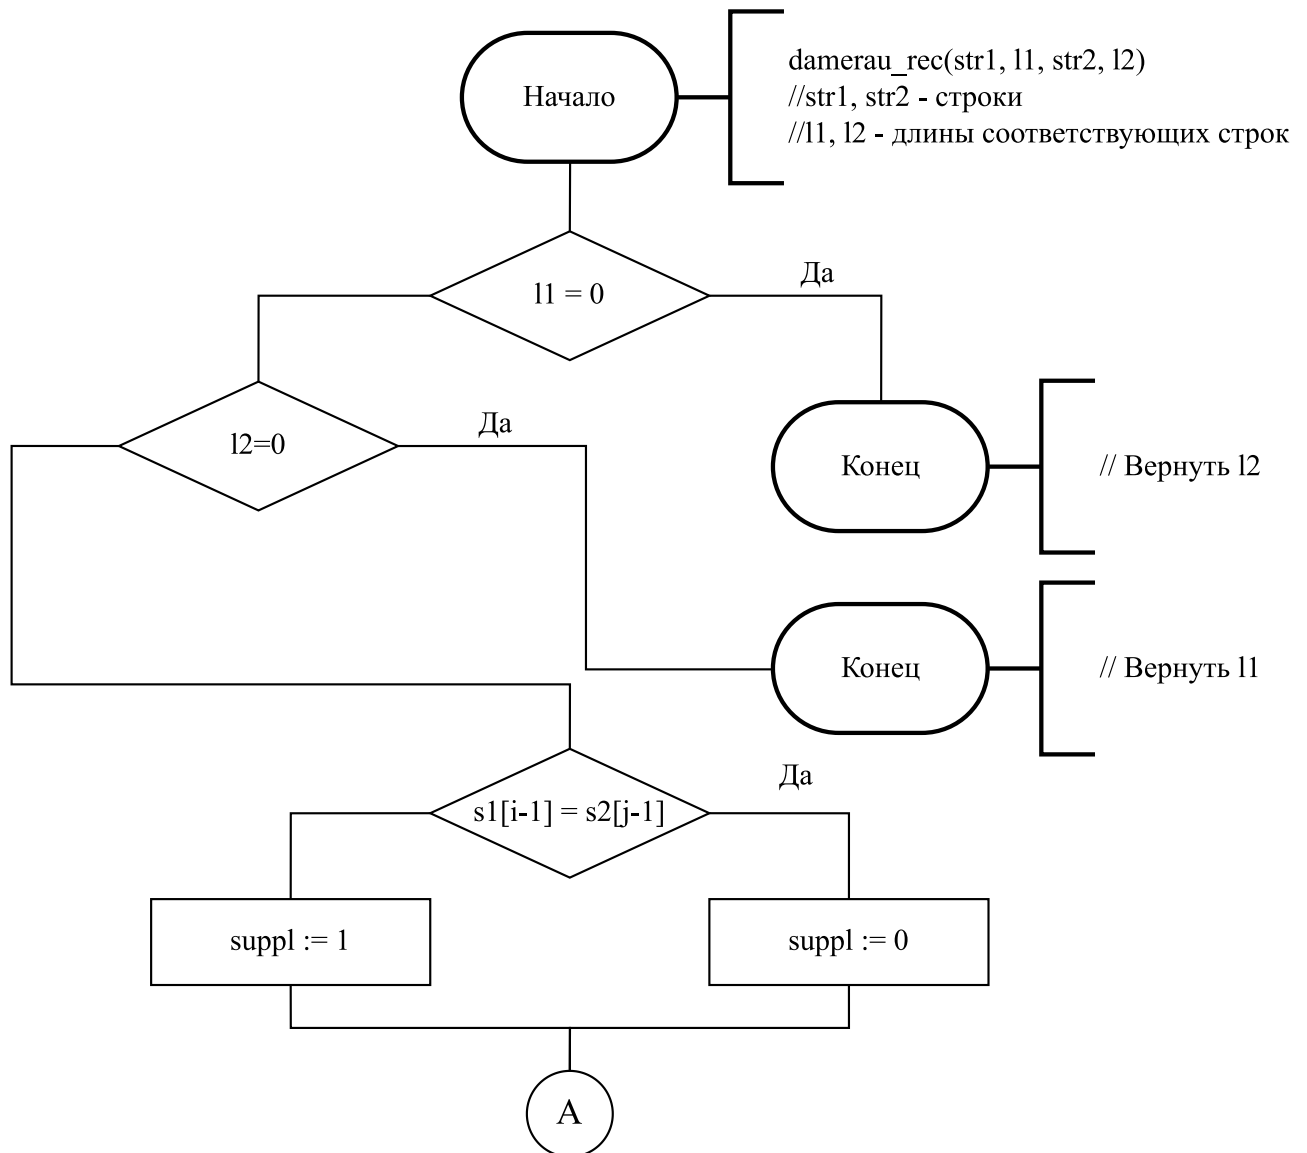 Начало
damerau_rec(str1, l1, str2, l2)
//str1, str2 - строки
//l1, l2 - длины соответствующих строк
l1 = 0
Да
l2=0
Да
Конец
// Вернуть l2
Конец
// Вернуть l1
s1[i-1] = s2[j-1]
Да
suppl := 1
suppl := 0
A